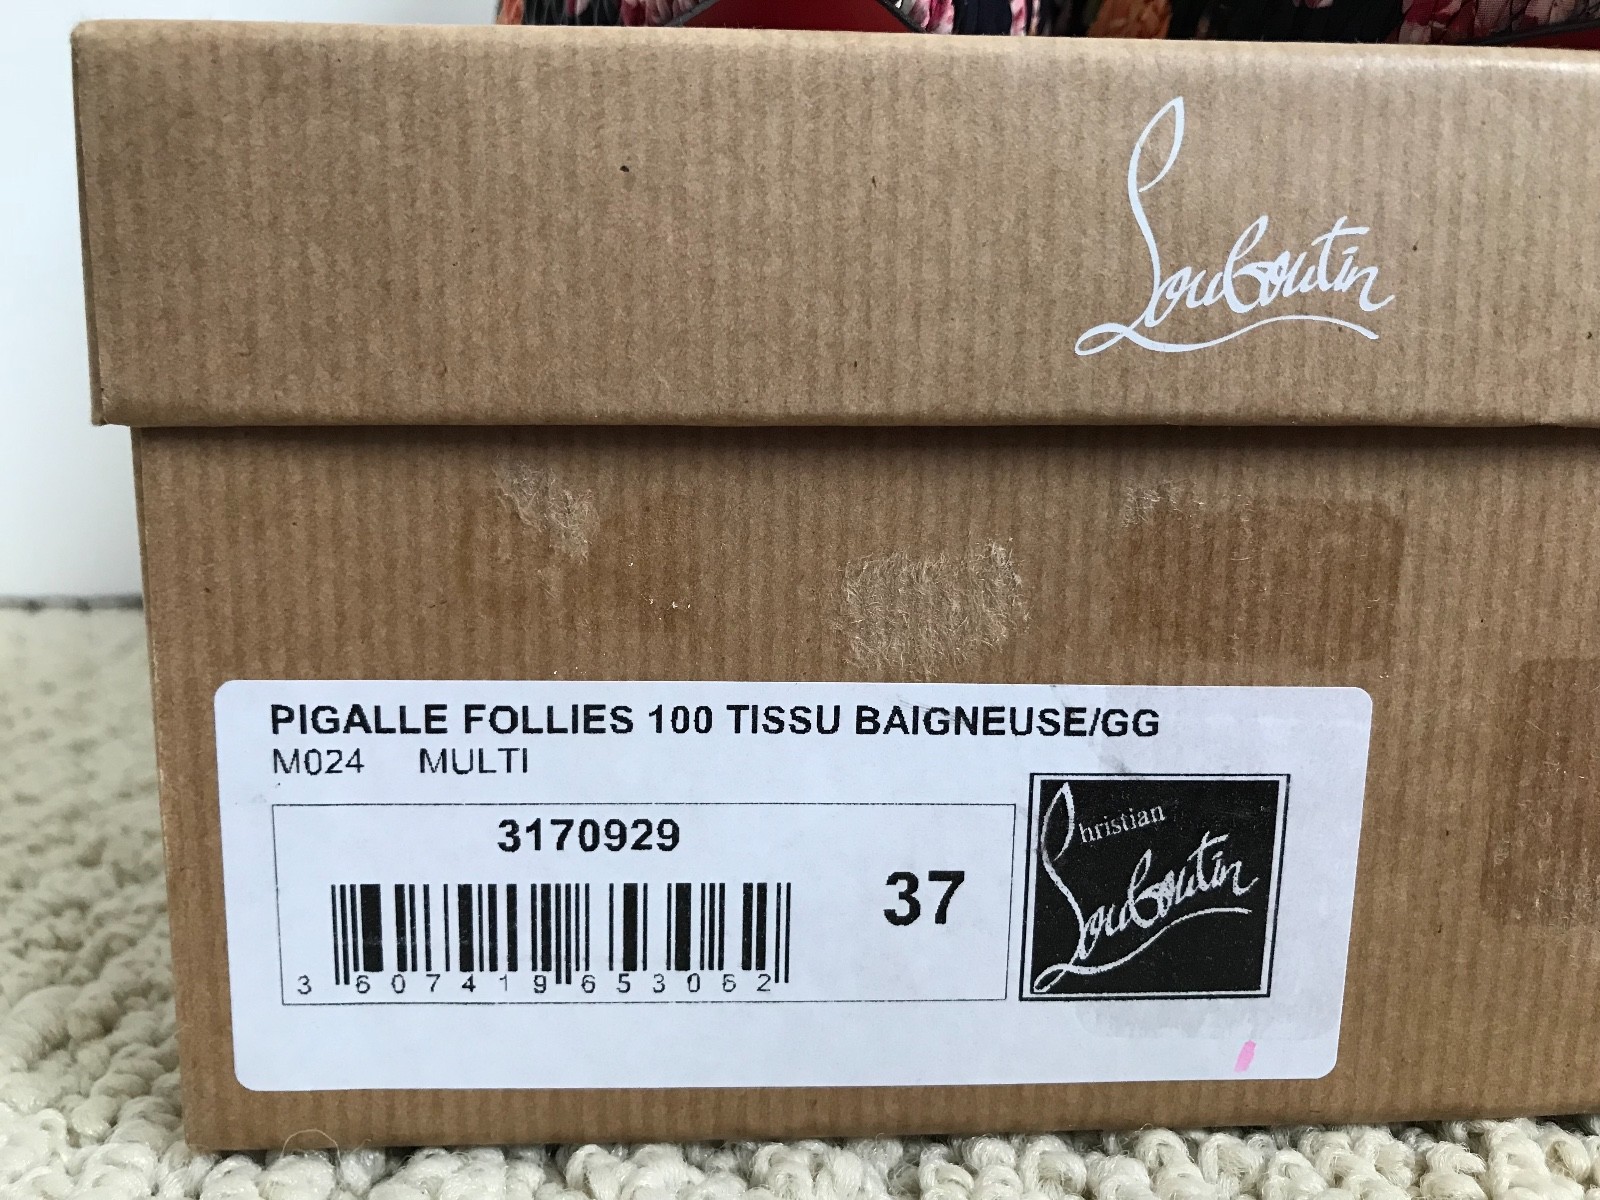 Louboutin
PIGALLE FOLLIES 100 TISSU BAIGNEUSE/GG
M024 MULTI
3170929
37
3 607419 653062
Christian
Louboutin